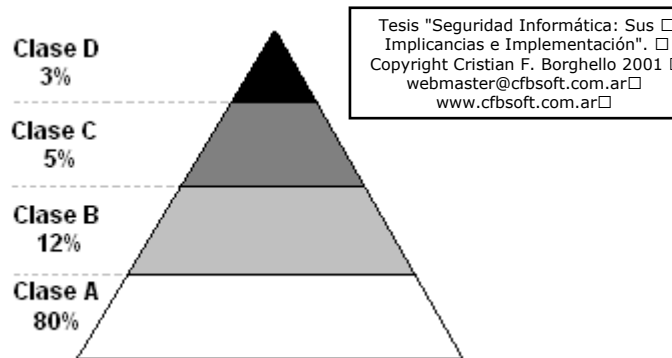 Clase D
3%
Clase C
5%
Clase B
12%
Clase A
80%
Tesis "Seguridad Informática: Sus □
Implicancias e Implementación". □
Copyright Cristian F. Borghello 2001 □
webmaster@cfbsoft.com.ar□
www.cfbsoft.com.ar□